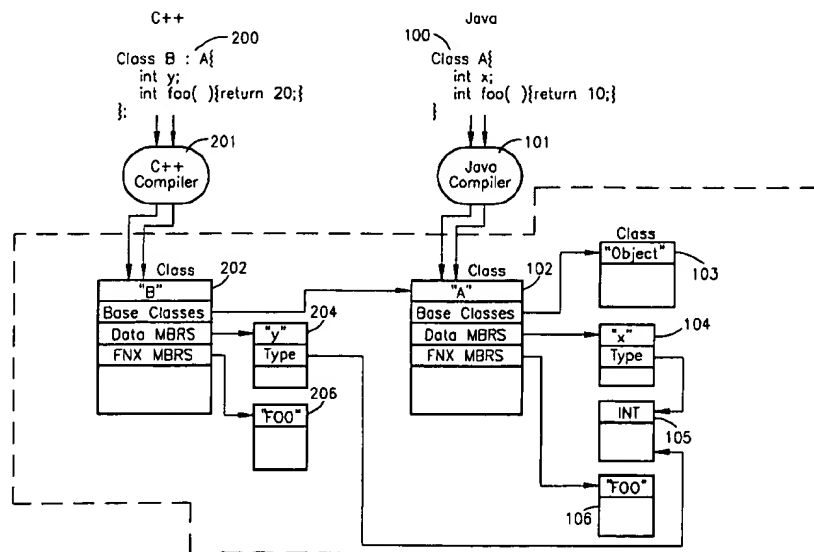 C++
Java
200
Class B : A{
int y;
int foo( ){return 20;}
};
100
Class A{
int x;
int foo( ){return 10;}
}
201
C++
Compiler
101
Java
Compiler
Class
202
"B"
Base Classes
Data MBRS
FNX MBRS
204
"y"
Type
206
"FOO"
Class
102
"A"
Base Classes
Data MBRS
FNX MBRS
Class
"Object"
103
104
"x"
Type
INT
105
"FOO"
106